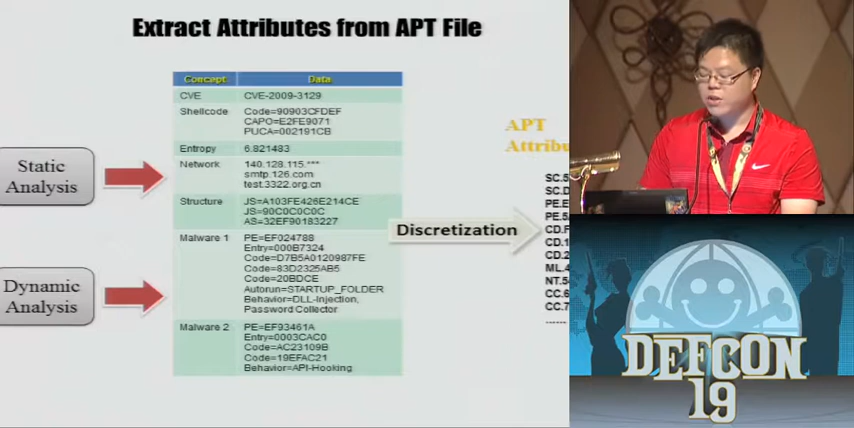 Extract Attributes from APT File
Static
Analysis
Dynamic
Analysis
Concept Data
CVE CVE-2009-3129
Shellcode Code=90903CFDEF
CAPO=E2FE9071
PUCA=002191CB
Entropy 6.821483
Network 140.128.115.***
smtp.126.com
test.3322.org.cn
Structure JS=A103FE426E214CE
JS=90C0C0C0C
AS=32EF90183227
Malware 1 PE=EF024788
Entry=000B7324
Code=D7B5A0120987FE
Code=83D2325AB5
Code=20BDCE
Autorun=STARTUP_FOLDER
Behavior=DLL-Injection,
Password Collector
Malware 2 PE=EF93461A
Entry=0003CAC0
Code=AC23109B
Code=19EFAC21
Behavior=API-Hooking
Discretization
APT
Attribu
SC.5
SC.D
PE.E
PE.5
CD.F
CD.1
CD.2
ML.4
NT.5
CC.6
CC.7
......
DEFCON
19